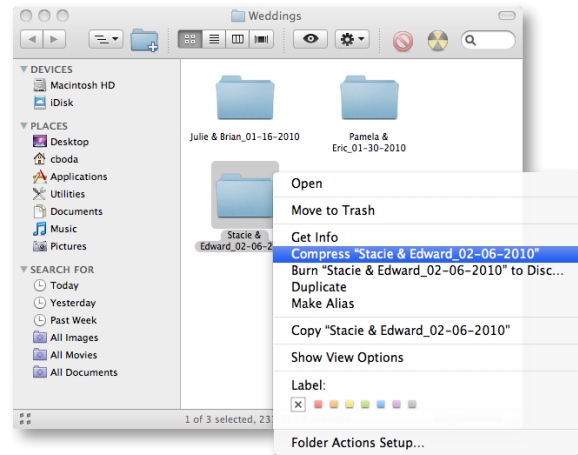 Weddings
DEVICES
Macintosh HD
iDisk
PLACES
Desktop
cboda
Applications
Utilities
Documents
Music
Pictures
SEARCH FOR
Today
Yesterday
Past Week
All Images
All Movies
All Documents
Julie & Brian_01-16-2010
Pamela &
Eric_01-30-2010
Stacie &
Edward_02-06-2
1 of 3 selected, 23
Open
Move to Trash
Get Info
Compress “Stacie & Edward_02-06-2010”
Burn “Stacie & Edward_02-06-2010” to Disc...
Duplicate
Make Alias
Copy “Stacie & Edward_02-06-2010”
Show View Options
Label:
Folder Actions Setup...